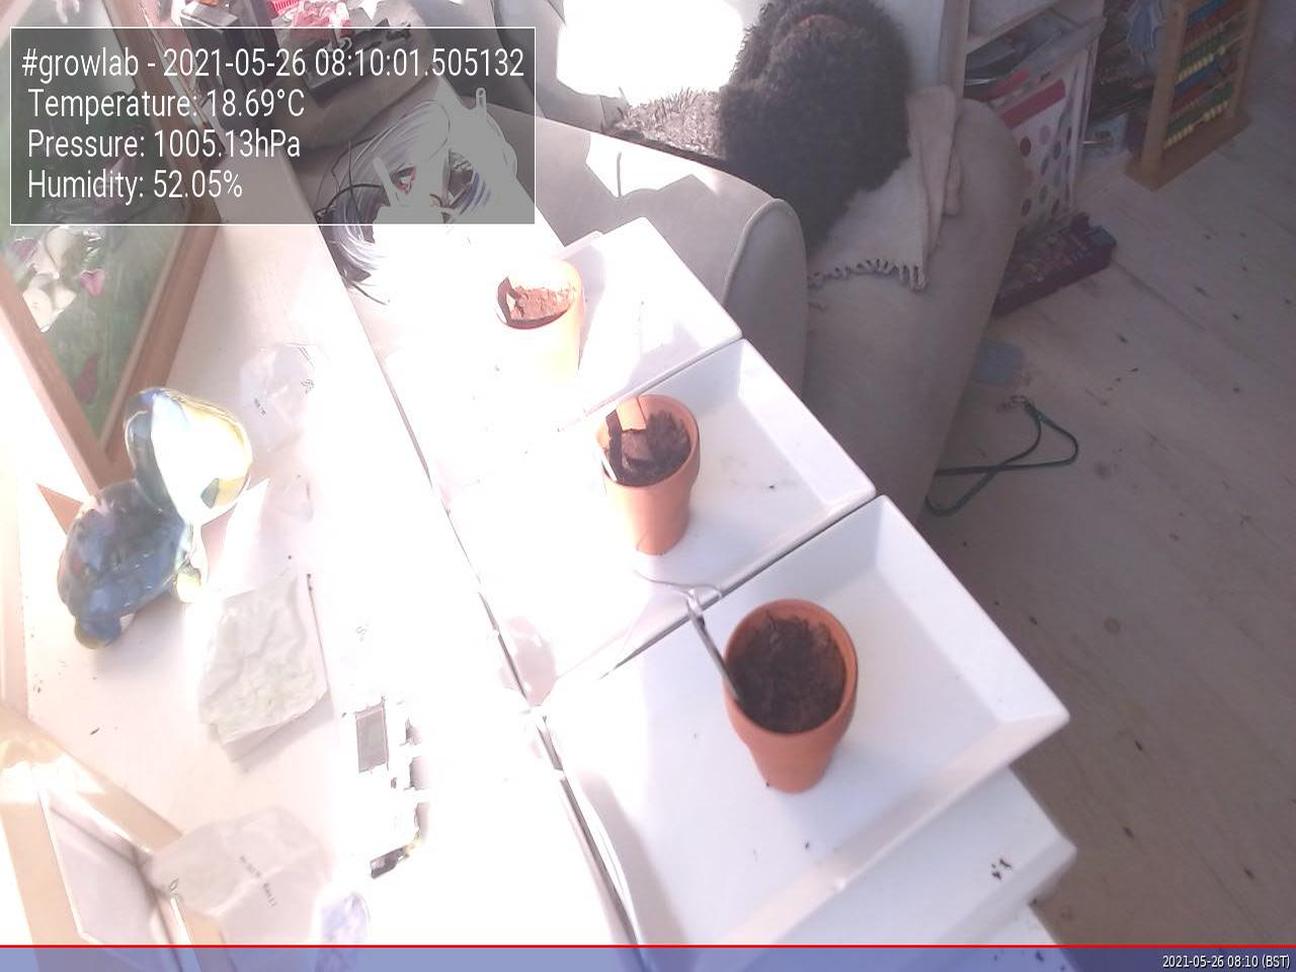 #growlab - 2021-05-26 08:10:01.505132
Temperature: 18.69°C
Pressure: 1005.13hPa
Humidity: 52.05%
2021-05-26 08:10 (BST)